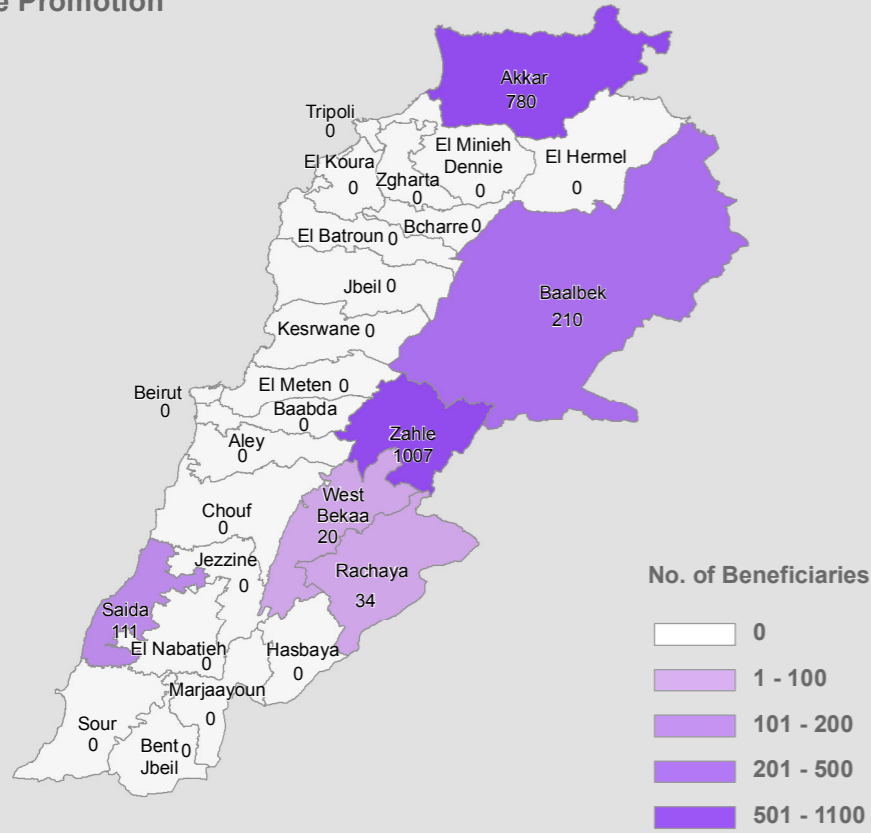 Promotion
Akkar
780
Tripoli
0
El Minieh
Dennie
0
El Koura
0
Zgharta
0
El Hermel
0
Bcharre 0
El Batroun 0
Jbeil 0
Baalbek
210
Kesrwane 0
El Meten 0
Beirut
0
Baabda
0
Zahle
1007
Aley
0
West
Bekaa
20
Chouf
0
Jezzine
0
Rachaya
34
Saida
111
El Nabatieh
0
Hasbaya
0
Marjaayoun
0
Sour
0
Bent 0
Jbeil
No. of Beneficiaries
0
1 - 100
101 - 200
201 - 500
501 - 1100